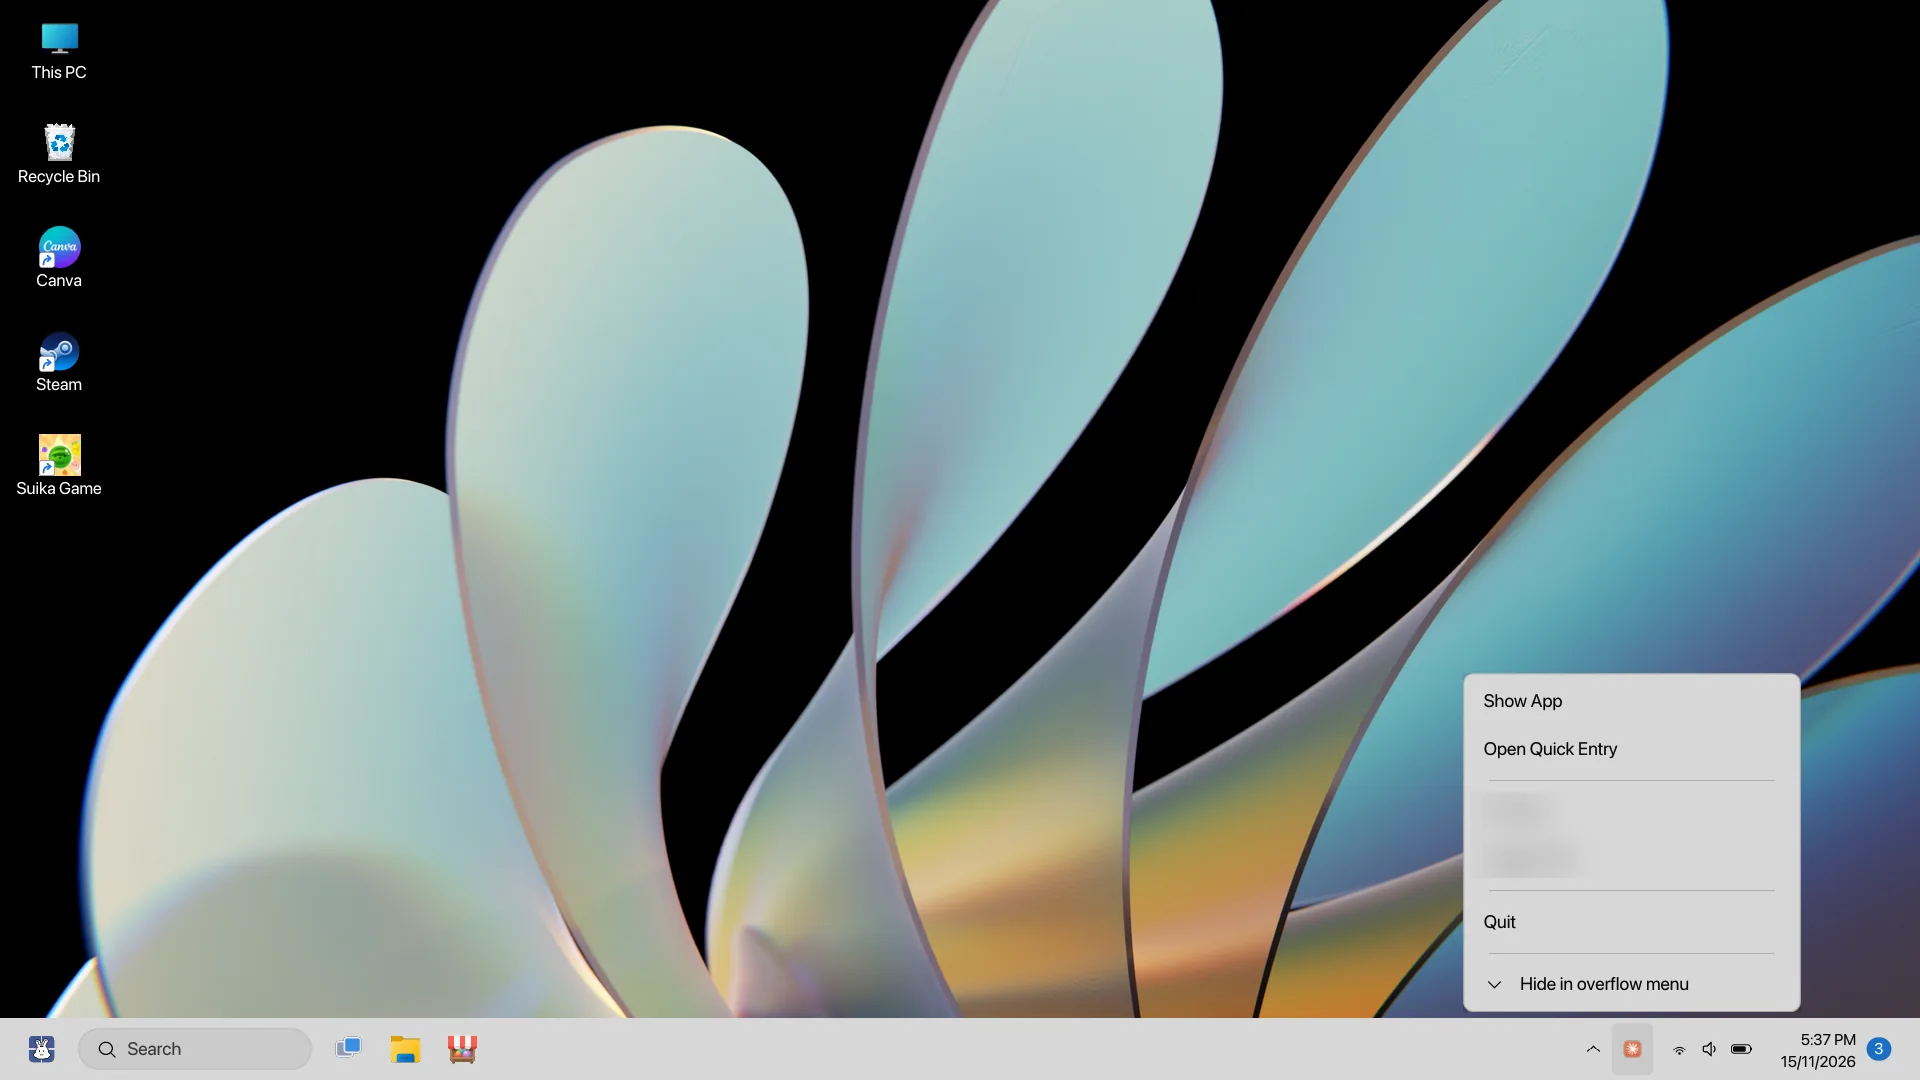 This PC
Recycle Bin
Canva
Canva
Steam
Suika Game
Show App
Open Quick Entry
Quit
Hide in overflow menu
Search
5:37 PM
15/11/2026
3